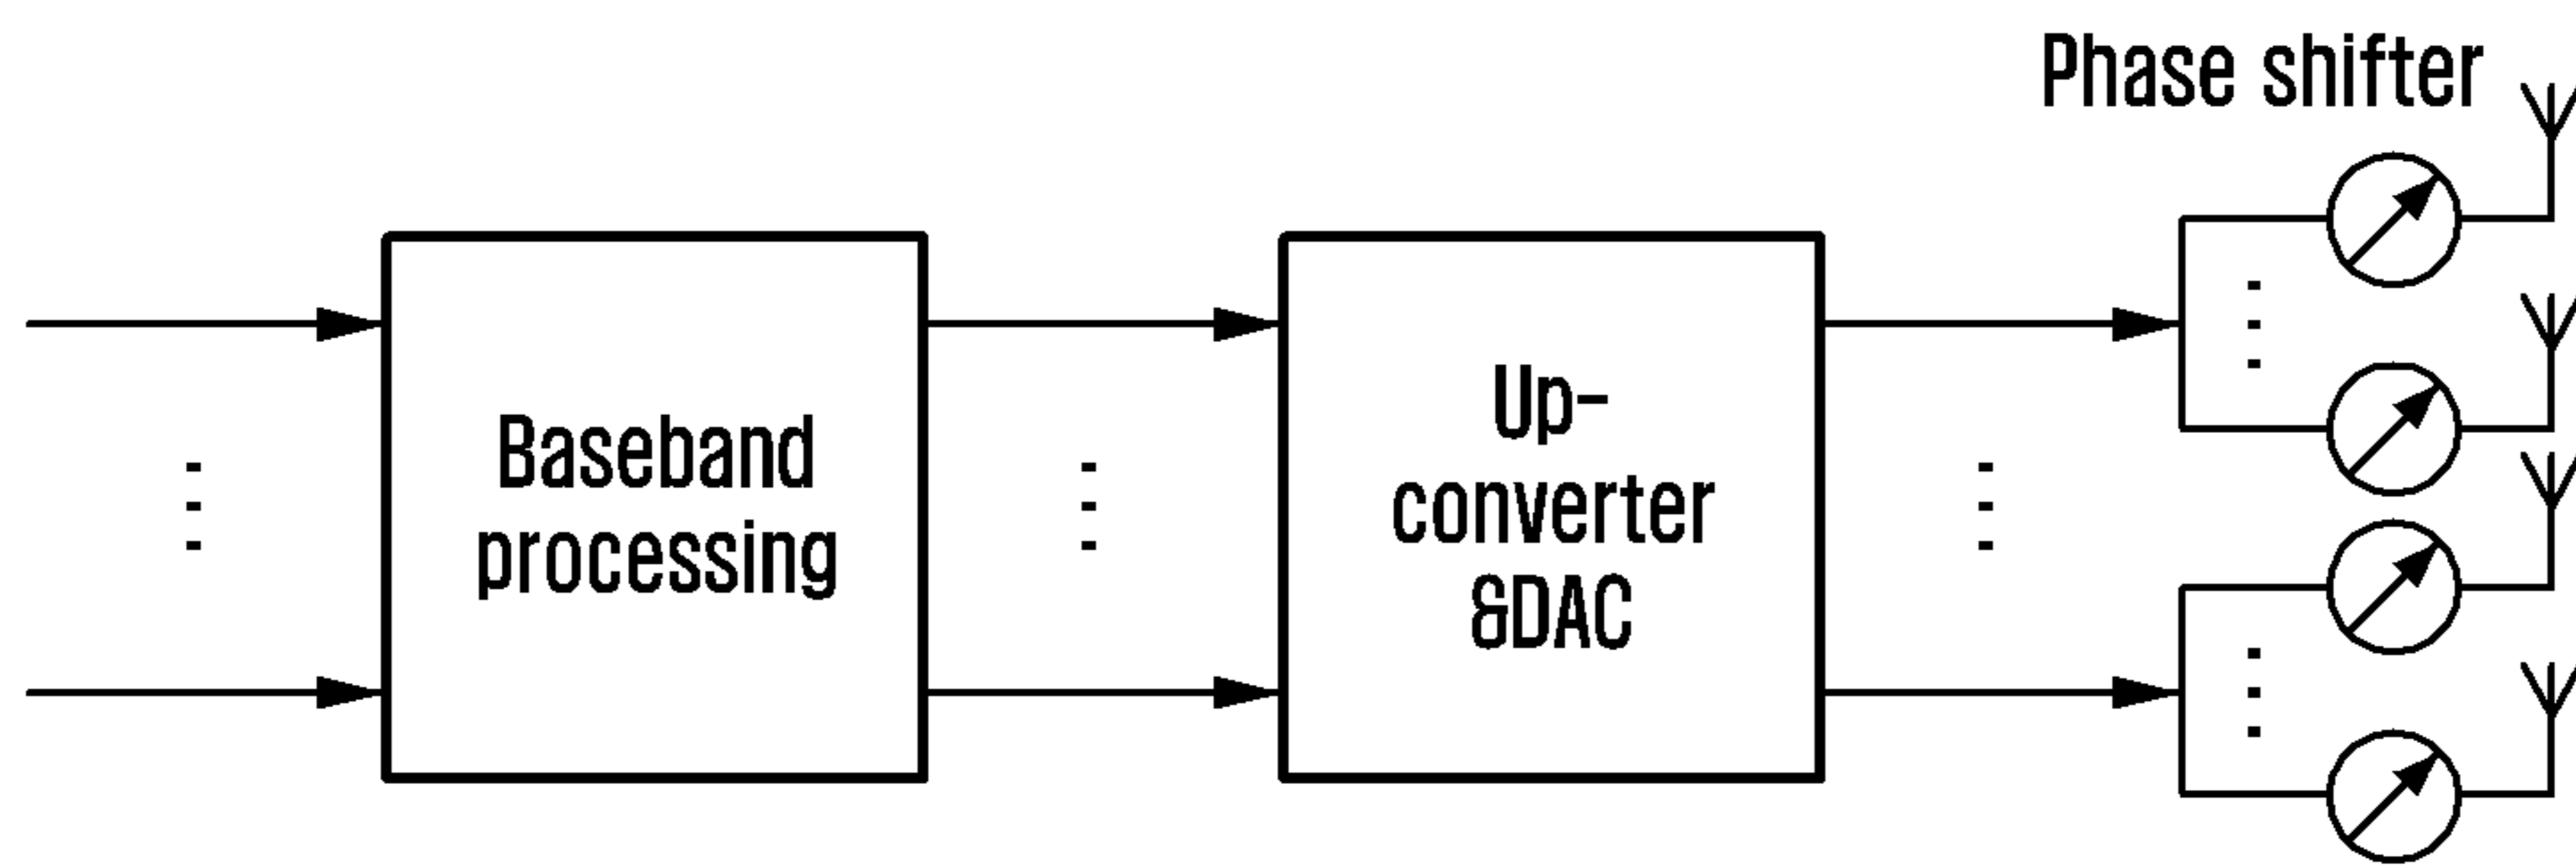 Phase shifter
Baseband
processing
Up-
converter
&DAC